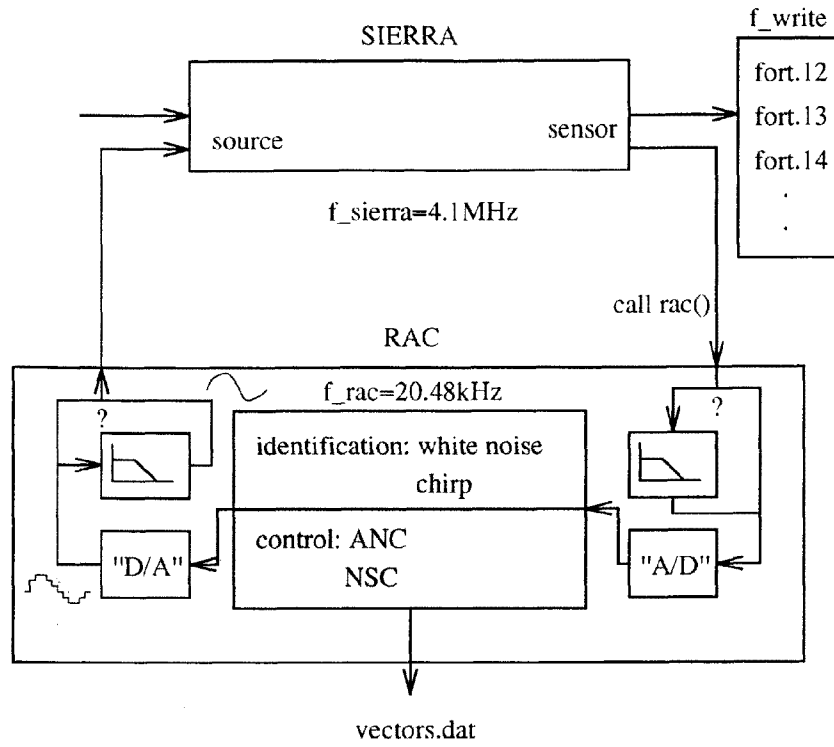 f_write
SIERRA
fort.12
fort.13
fort.14
.
.
source
sensor
f_sierra=4.1MHz
call rac()
RAC
f_rac=20.48kHz
?
?
identification: white noise
chirp
control: ANC
NSC
"D/A"
"A/D"
vectors.dat